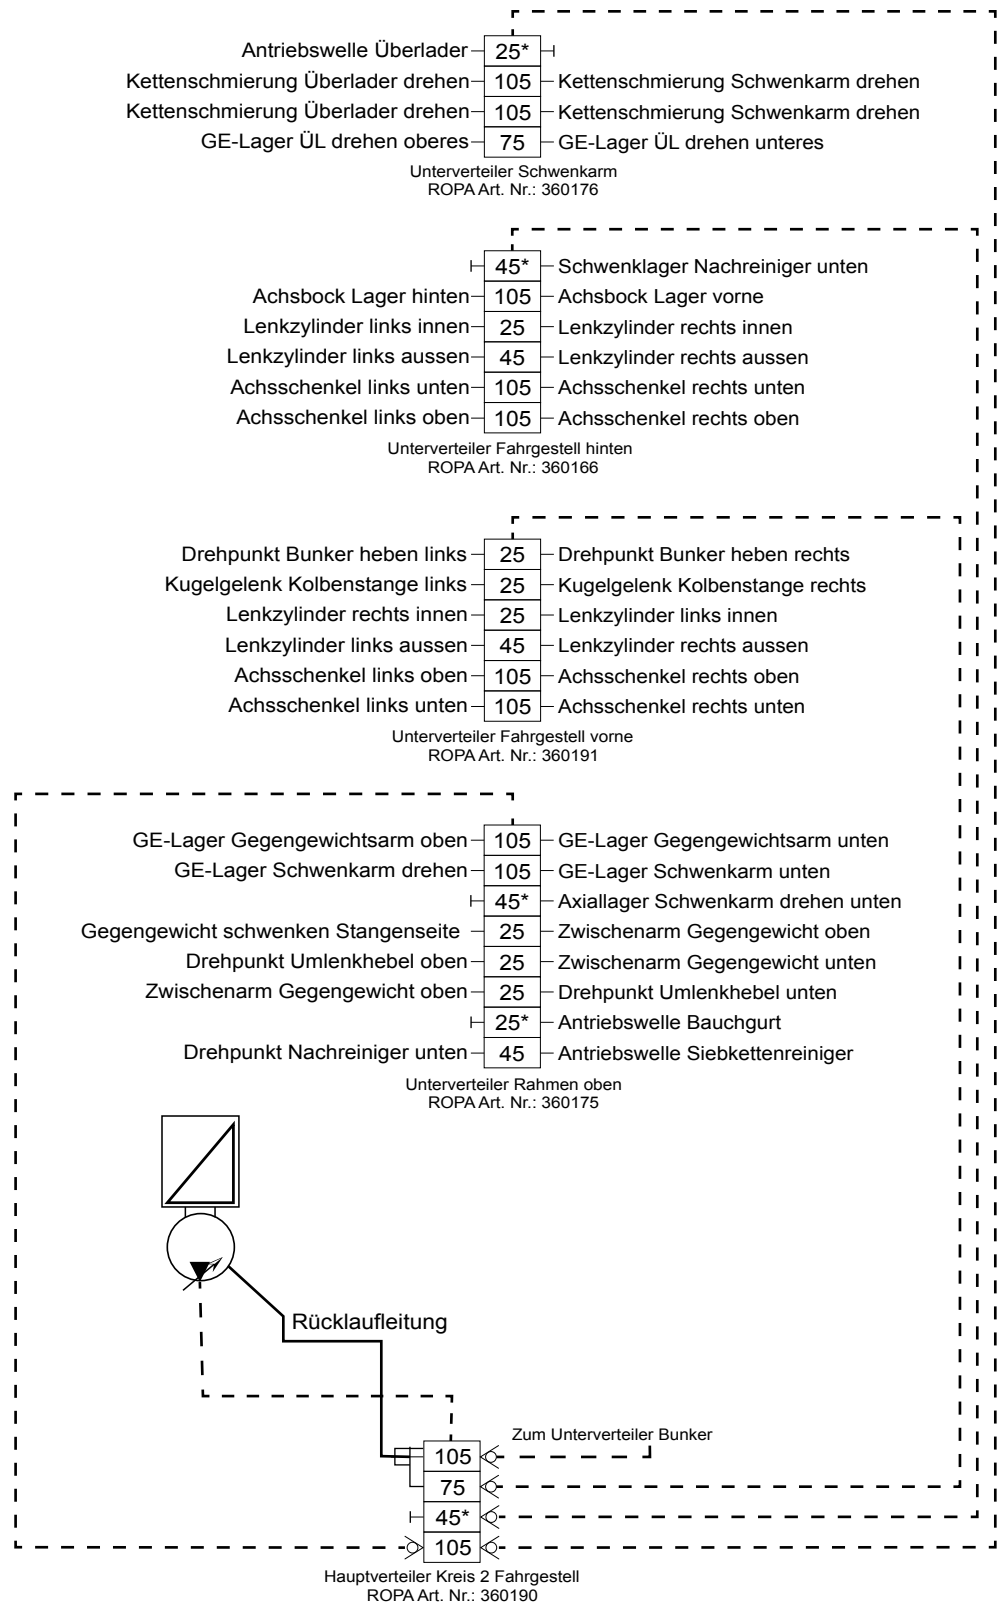 Antriebswelle Überlader 25*
Kettenschmierung Überlader drehen 105 Kettenschmierung Schwenkarm drehen
Kettenschmierung Überlader drehen 105 Kettenschmierung Schwenkarm drehen
GE-Lager ÜL drehen oberes 75 GE-Lager ÜL drehen unteres
Unterverteiler Schwenkarm
ROPA Art. Nr.: 360176
45* Schwenklager Nachreiniger unten
Achsbock Lager hinten 105 Achsbock Lager vorne
Lenkzylinder links innen 25 Lenkzylinder rechts innen
Lenkzylinder links aussen 45 Lenkzylinder rechts aussen
Achsschenkel links unten 105 Achsschenkel rechts unten
Achsschenkel links oben 105 Achsschenkel rechts oben
Unterverteiler Fahrgestell hinten
ROPA Art. Nr.: 360166
Drehpunkt Bunker heben links 25 Drehpunkt Bunker heben rechts
Kugelgelenk Kolbenstange links 25 Kugelgelenk Kolbenstange rechts
Lenkzylinder rechts innen 25 Lenkzylinder links innen
Lenkzylinder links aussen 45 Lenkzylinder rechts aussen
Achsschenkel links oben 105 Achsschenkel rechts oben
Achsschenkel links unten 105 Achsschenkel rechts unten
Unterverteiler Fahrgestell vorne
ROPA Art. Nr.: 360191
GE-Lager Gegengewichtsarm oben 105 GE-Lager Gegengewichtsarm unten
GE-Lager Schwenkarm drehen 105 GE-Lager Schwenkarm unten
45* Axiallager Schwenkarm drehen unten
Gegengewicht schwenken Stangenseite 25 Zwischenarm Gegengewicht oben
Drehpunkt Umlenkhebel oben 25 Zwischenarm Gegengewicht unten
Zwischenarm Gegengewicht oben 25 Drehpunkt Umlenkhebel unten
25* Antriebswelle Bauchgurt
Drehpunkt Nachreiniger unten 45 Antriebswelle Siebkettenreiniger
Unterverteiler Rahmen oben
ROPA Art. Nr.: 360175
Rücklaufleitung
Zum Unterverteiler Bunker
105
75
45*
105
Hauptverteiler Kreis 2 Fahrgestell
ROPA Art. Nr.: 360190